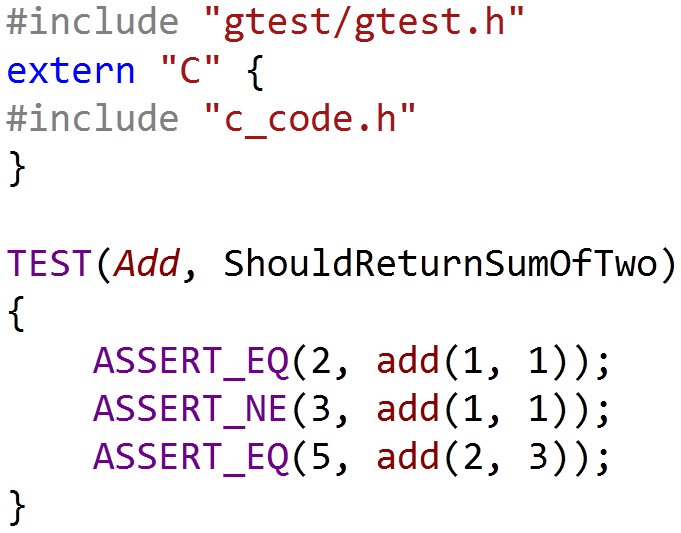 #include "gtest/gtest.h"
extern "C" {
#include "c_code.h"
}
TEST(Add, ShouldReturnSumOfTwo)
{
    ASSERT_EQ(2, add(1, 1));
    ASSERT_NE(3, add(1, 1));
    ASSERT_EQ(5, add(2, 3));
}